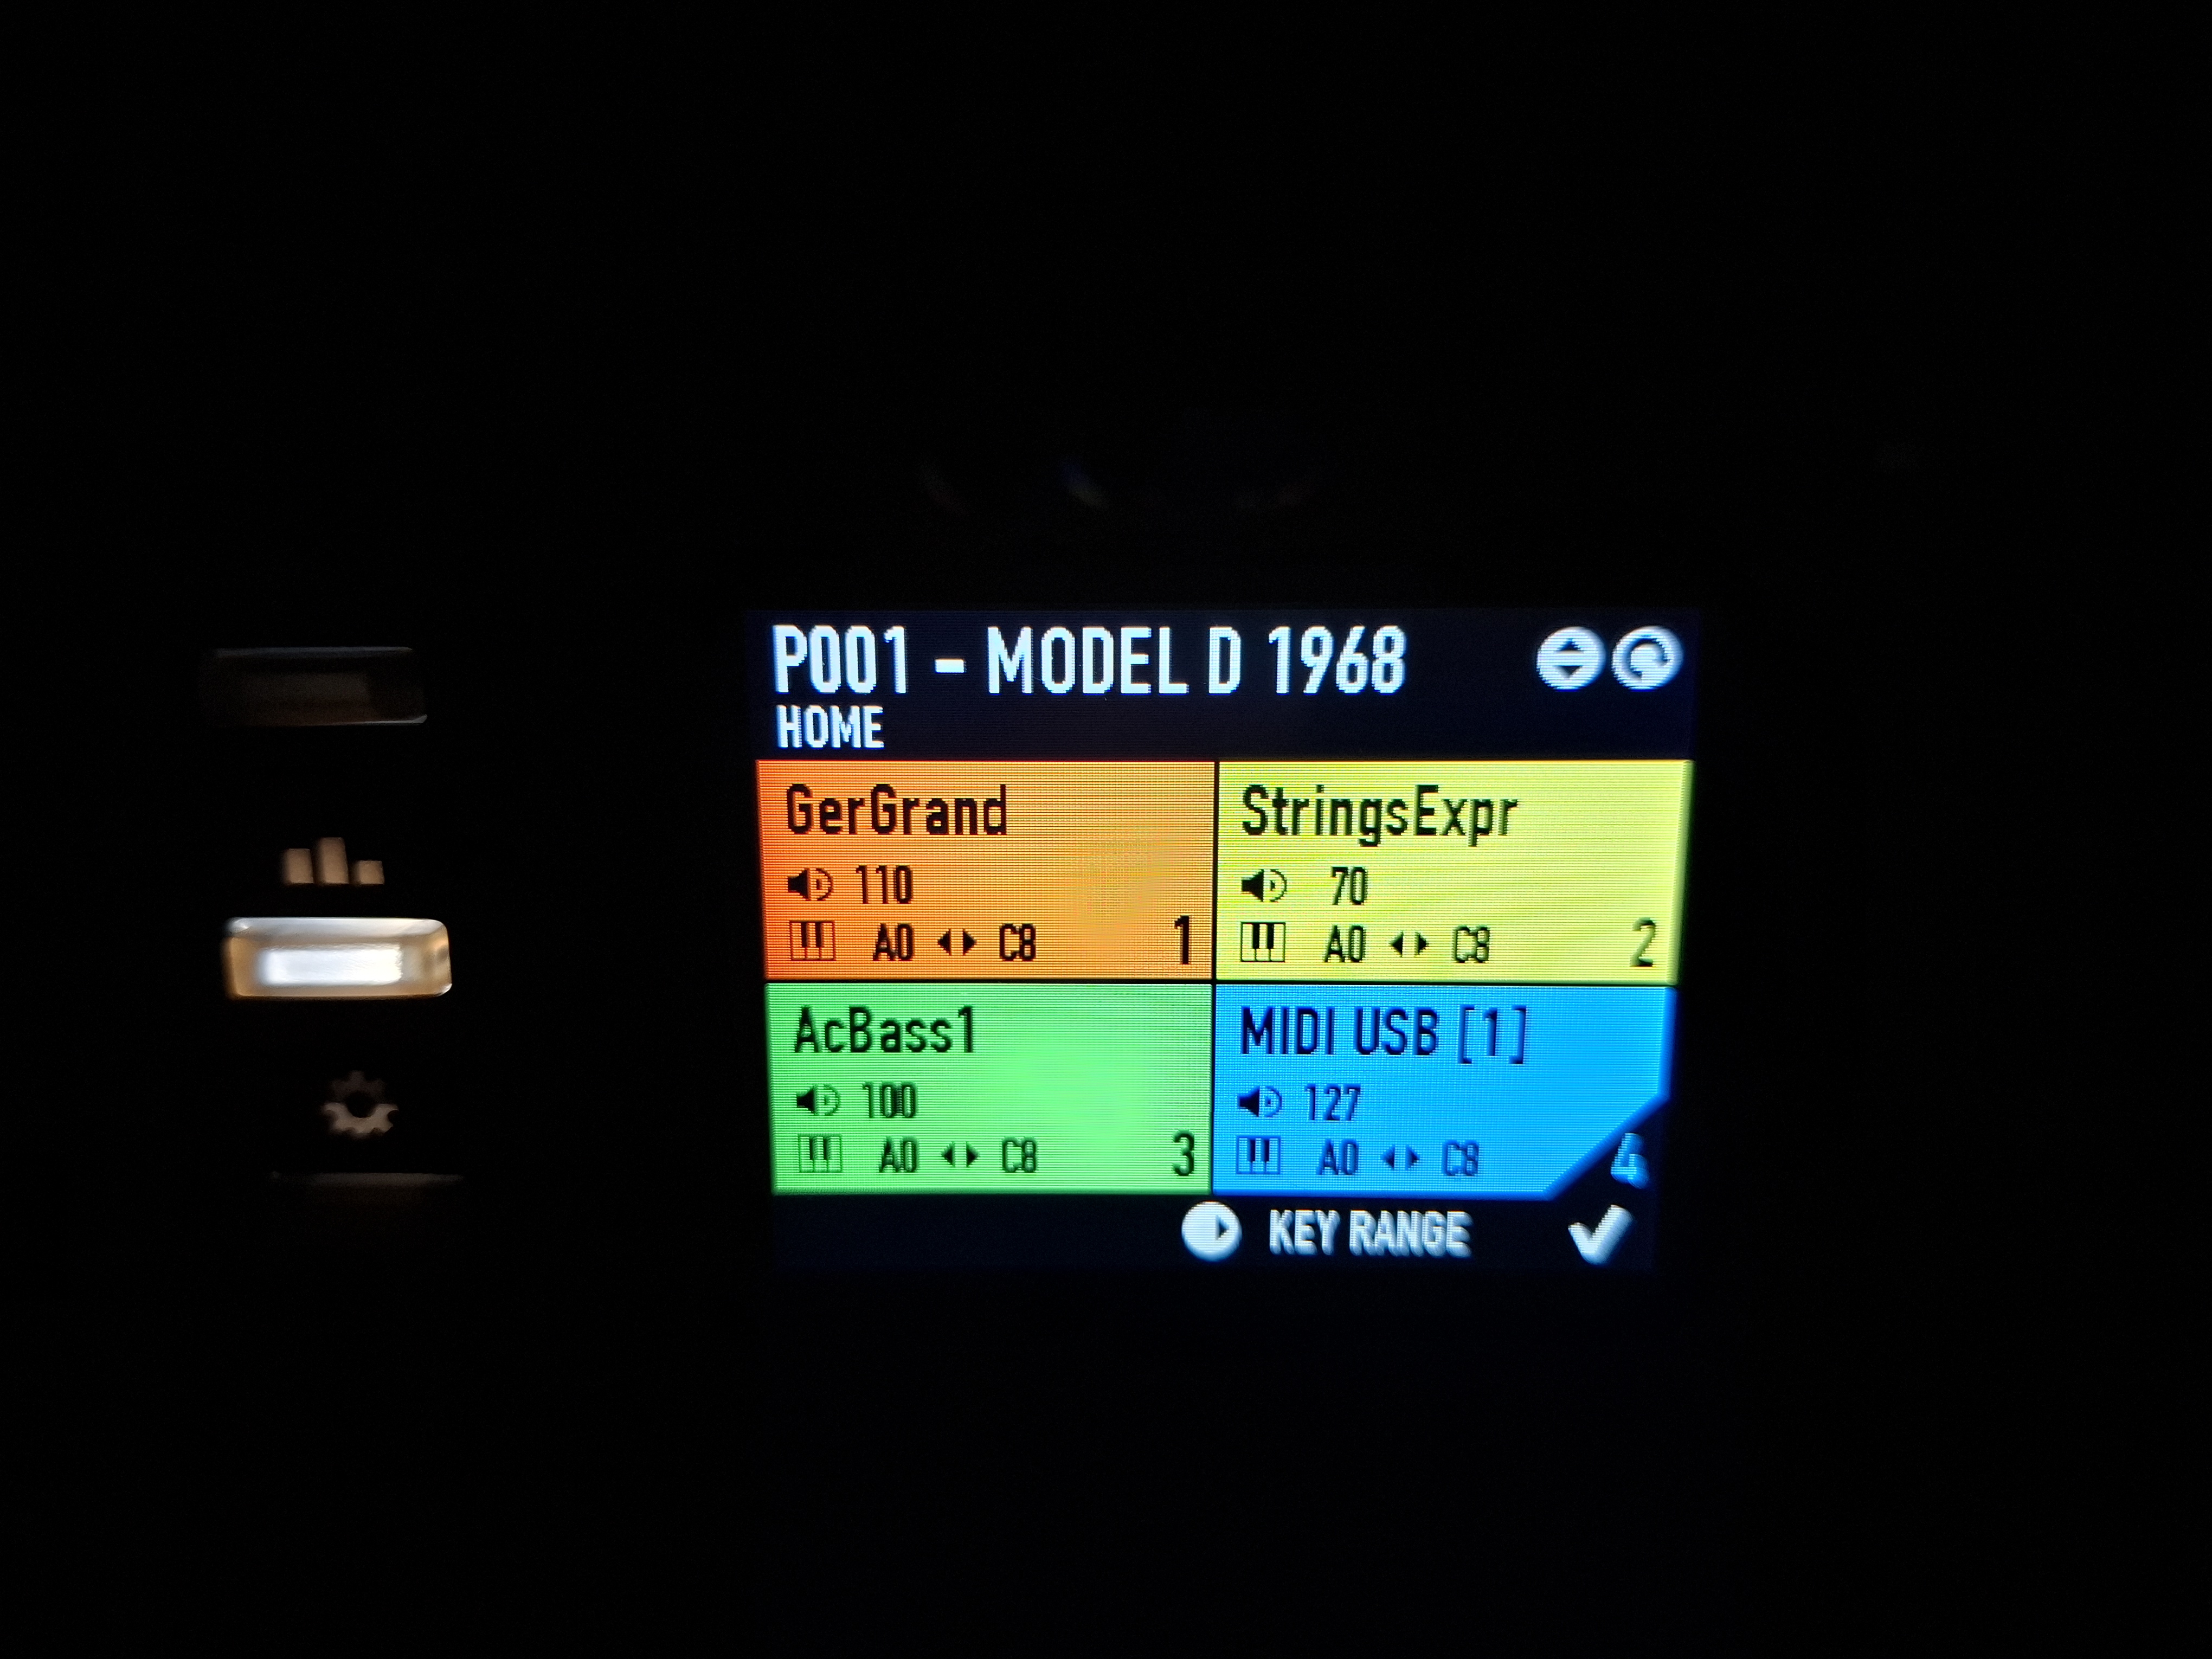 P001 - MODEL D 1968
HOME
GerGrand
110
A0 C8 1
StringsExpr
70
A0 C8 2
AcBass1
100
A0 C8 3
MIDI USB [1]
127
A0 C8 4
KEY RANGE